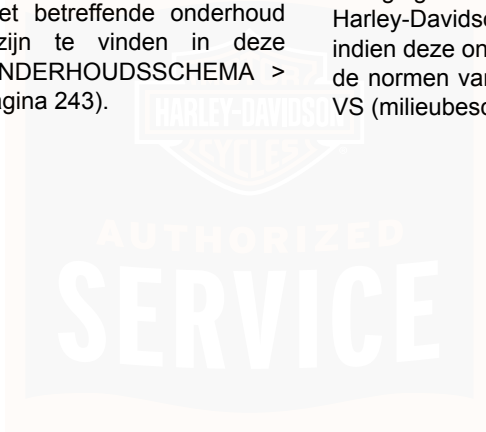 et betreffende onderhoud
zijn te vinden in deze
NDERHOUDSSCHEMA >
gina 243).
Harley-Davids
indien deze on
de normen va
VS (milieubesc
HARLEY-DAVIDSON
CYCLES
AUTHORIZED
SERVICE